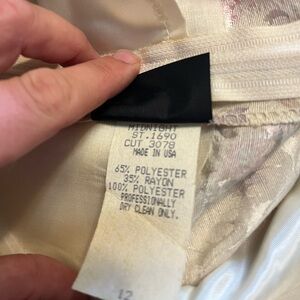 MIDNIGHT
ST.1690
CUT 3078
MADE IN USA
65% POLYESTER
35% RAYON
100% POLYESTER
PROFESSIONALLY
DRY CLEAN ONLY.
12